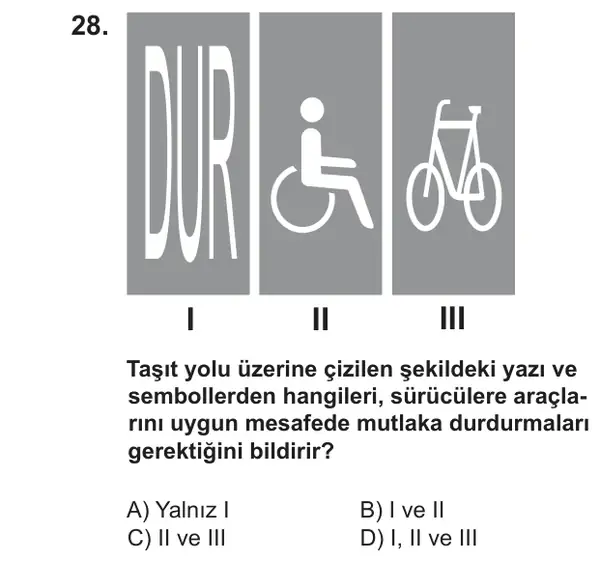 28.
DUR
I II III
Taşıt yolu üzerine çizilen şekildeki yazı ve
sembollerden hangileri, sürücülere araçla-
rını uygun mesafede mutlaka durdurmaları
gerektiğini bildirir?
A) Yalnız I B) I ve II
C) II ve III D) I, II ve III